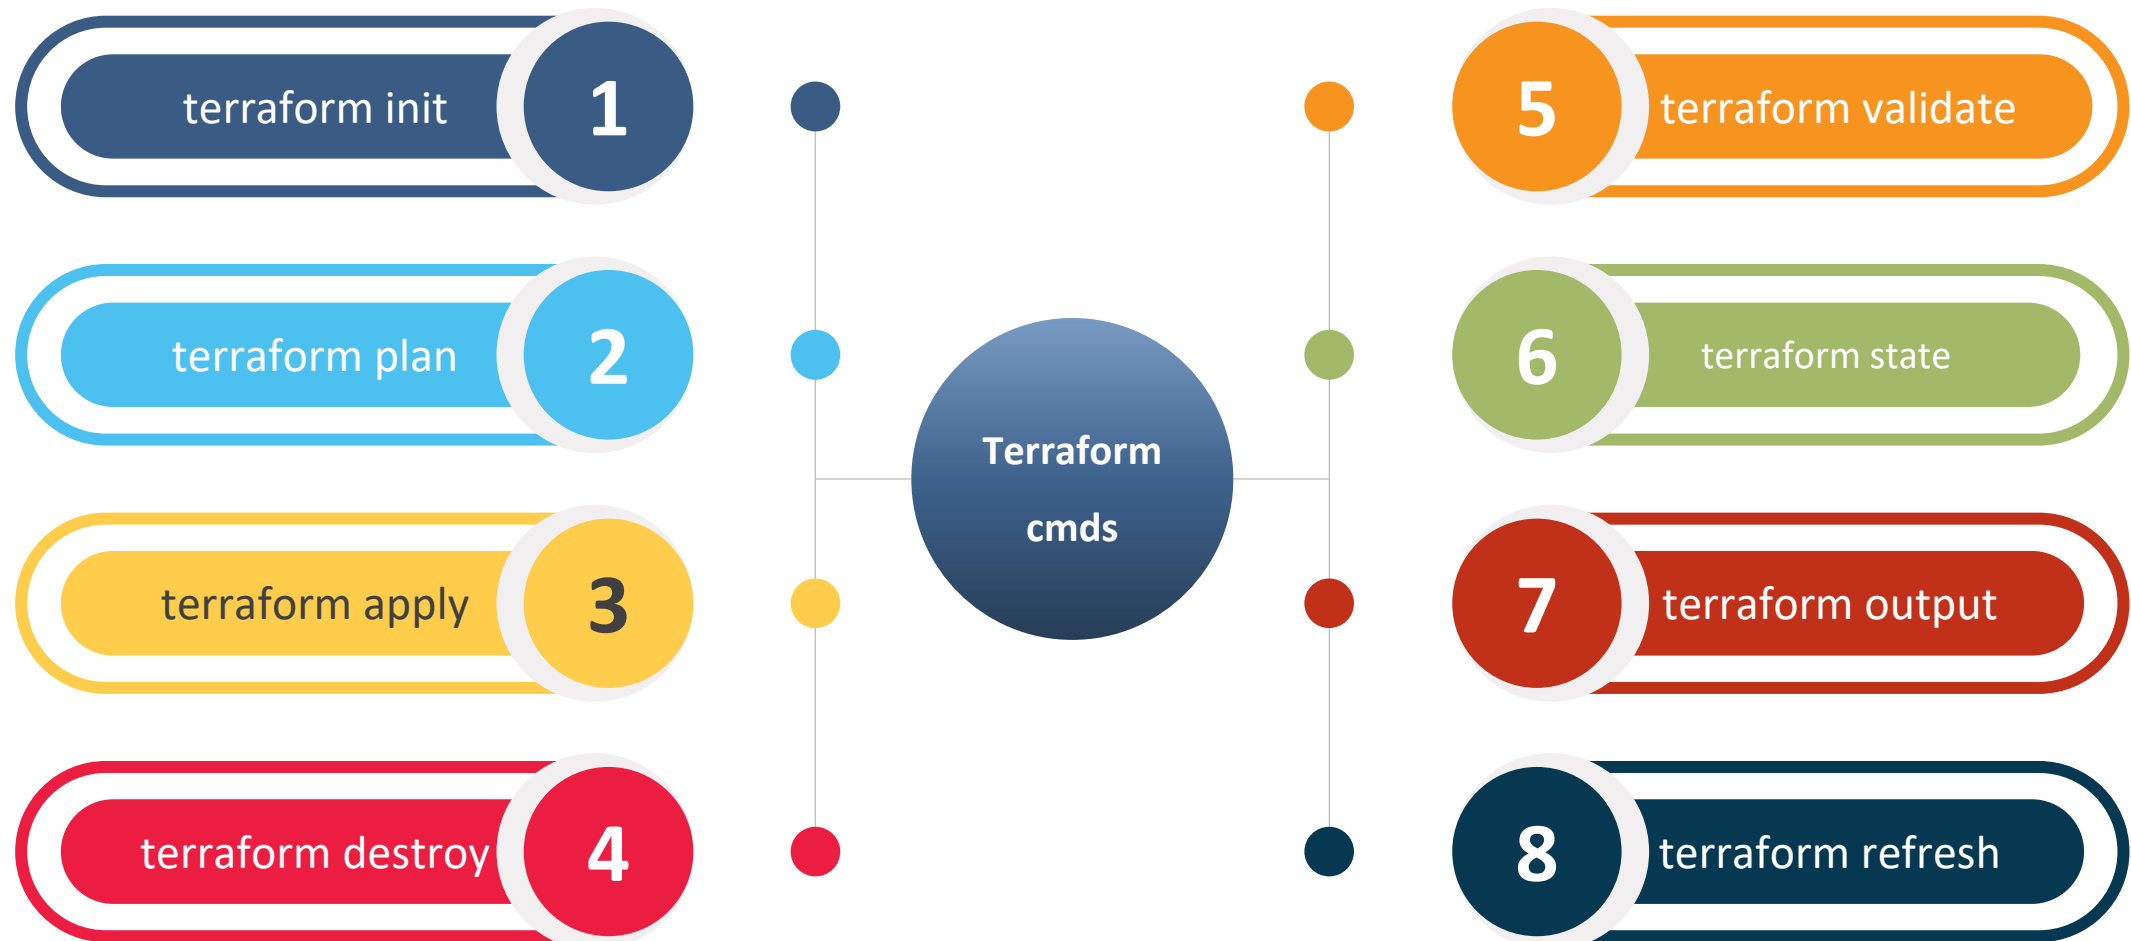 terraform init
1
terraform plan
2
terraform apply
3
terraform destroy
4
Terraform
cmds
5
terraform validate
6
terraform state
7
terraform output
8
terraform refresh